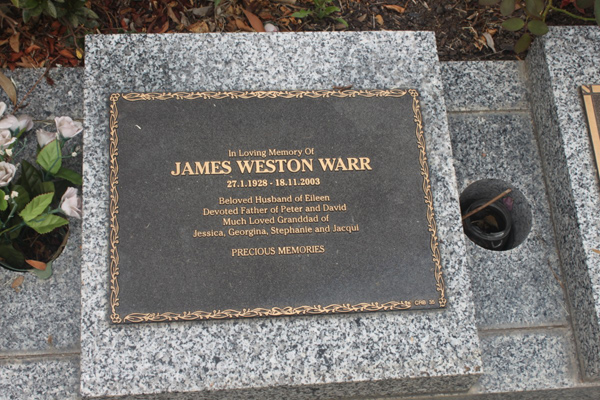 In Loving Memory Of
JAMES WESTON WARR
27.1.1928 - 18.11.2003
Beloved Husband of Eileen
Devoted Father of Peter and David
Much Loved Granddad of
Jessica, Georgina, Stephanie and Jacqui
PRECIOUS MEMORIES